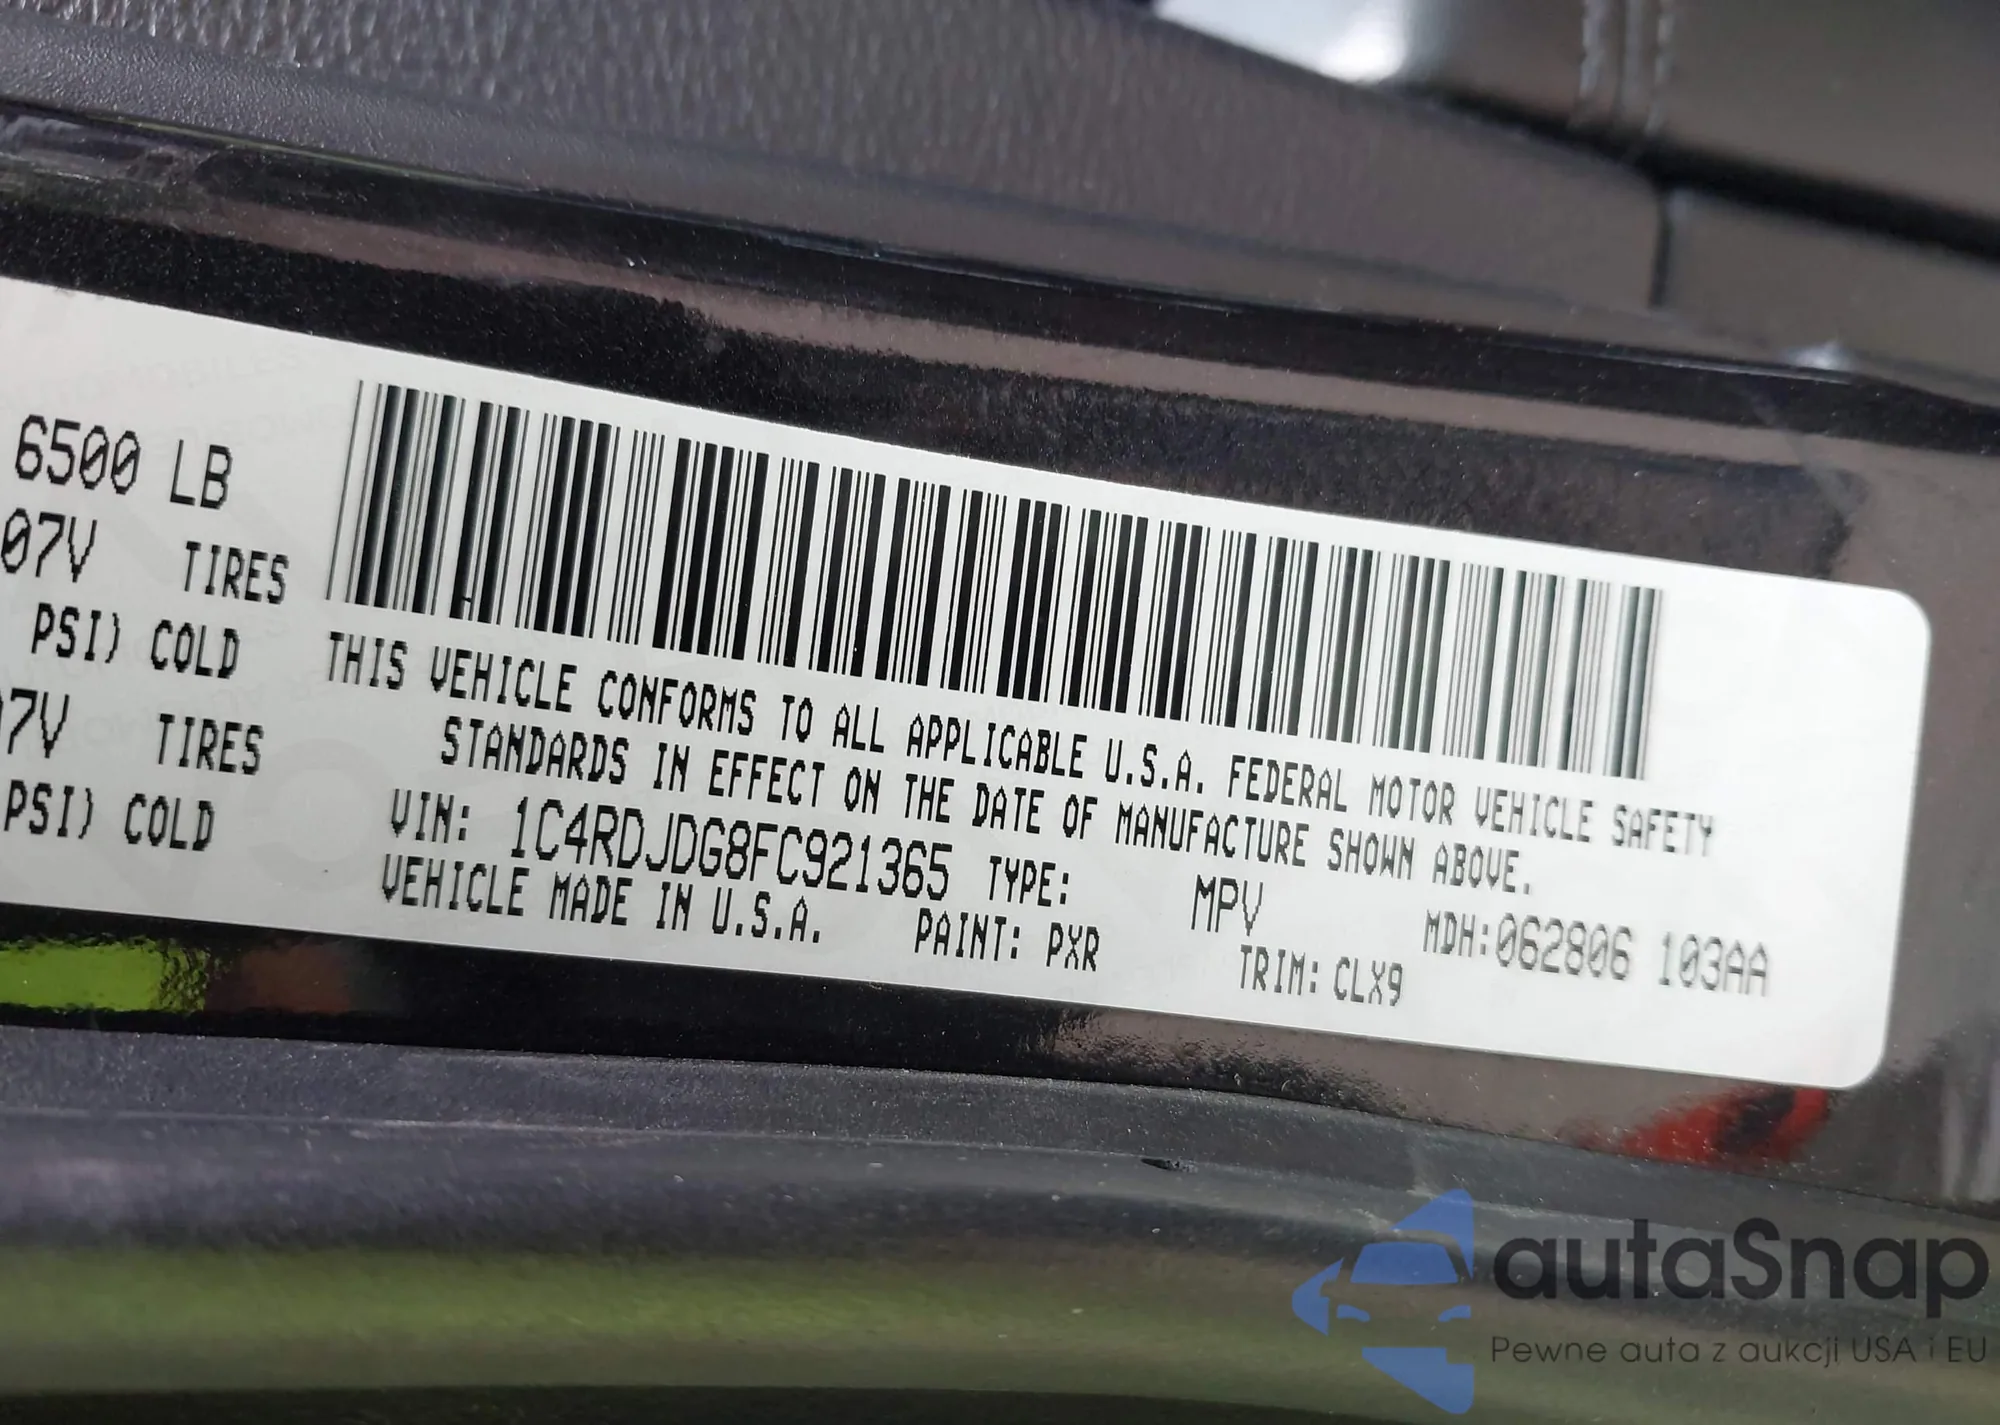 6500 LB
07V TIRES
PSI) COLD
7V TIRES
PSI) COLD
THIS VEHICLE CONFORMS TO ALL APPLICABLE U.S.A. FEDERAL MOTOR VEHICLE SAFETY
STANDARDS IN EFFECT ON THE DATE OF MANUFACTURE SHOWN ABOVE.
VIN: 1C4RDJDG8FC921365 TYPE: MPV MDH:062806 103AA
VEHICLE MADE IN U.S.A. PAINT: PXR TRIM: CLX9
autaSnap
Pewne auta z aukcji USA i EU